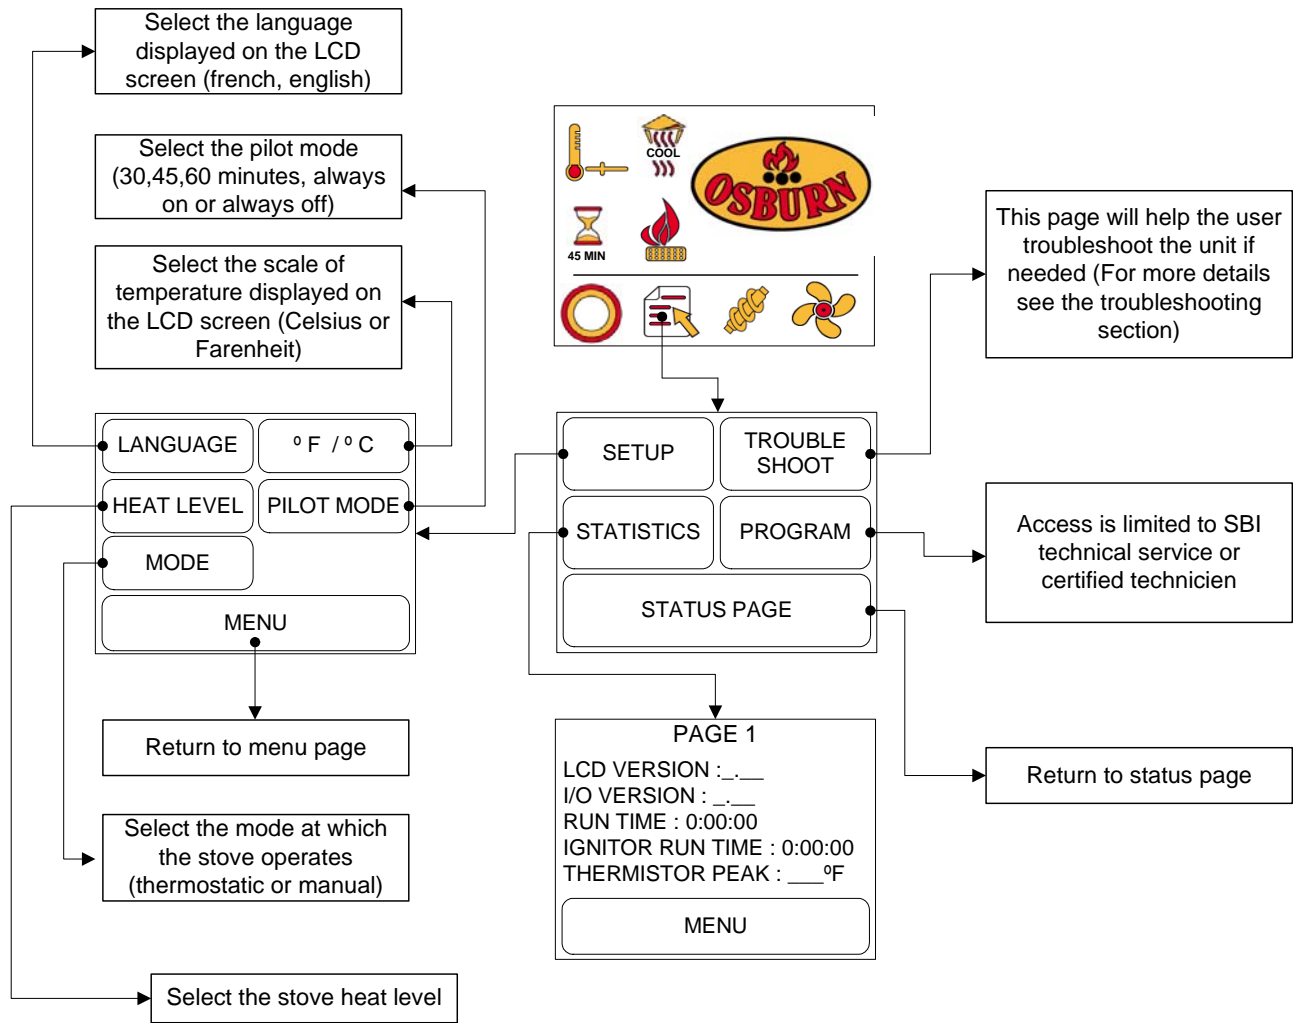 Select the language
displayed on the LCD
screen (french, english)
Select the pilot mode
(30,45,60 minutes, always
on or always off)
Select the scale of
temperature displayed on
the LCD screen (Celsius or
Farenheit)
COOL
OSBURN
45 MIN
This page will help the user
troubleshoot the unit if
needed (For more details
see the troubleshooting
section)
LANGUAGE
º F / º C
HEAT LEVEL
PILOT MODE
MODE
MENU
SETUP
TROUBLE
SHOOT
STATISTICS
PROGRAM
STATUS PAGE
Access is limited to SBI
technical service or
certified technicien
Return to menu page
Select the mode at which
the stove operates
(thermostatic or manual)
Select the stove heat level
PAGE 1
LCD VERSION :_.__
I/O VERSION : _.__
RUN TIME : 0:00:00
IGNITOR RUN TIME : 0:00:00
THERMISTOR PEAK : ___ºF
MENU
Return to status page